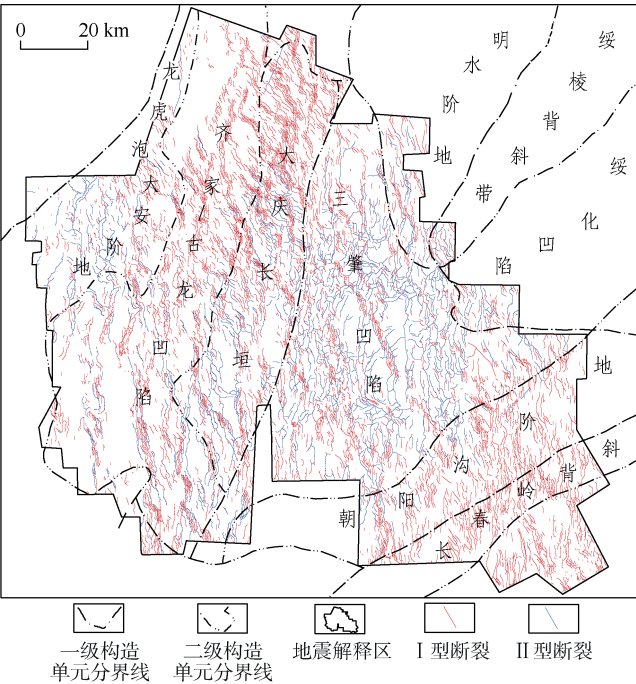 0 20 km
龙虎泡大安阶地
齐家古龙凹陷
大庆长垣
三肇凹陷
明水阶地
绥棱背斜带
绥化凹陷
朝阳沟阶地
长春岭背斜
一级构造
单元分界线
二级构造
单元分界线
地震解释区
Ⅰ型断裂
Ⅱ型断裂